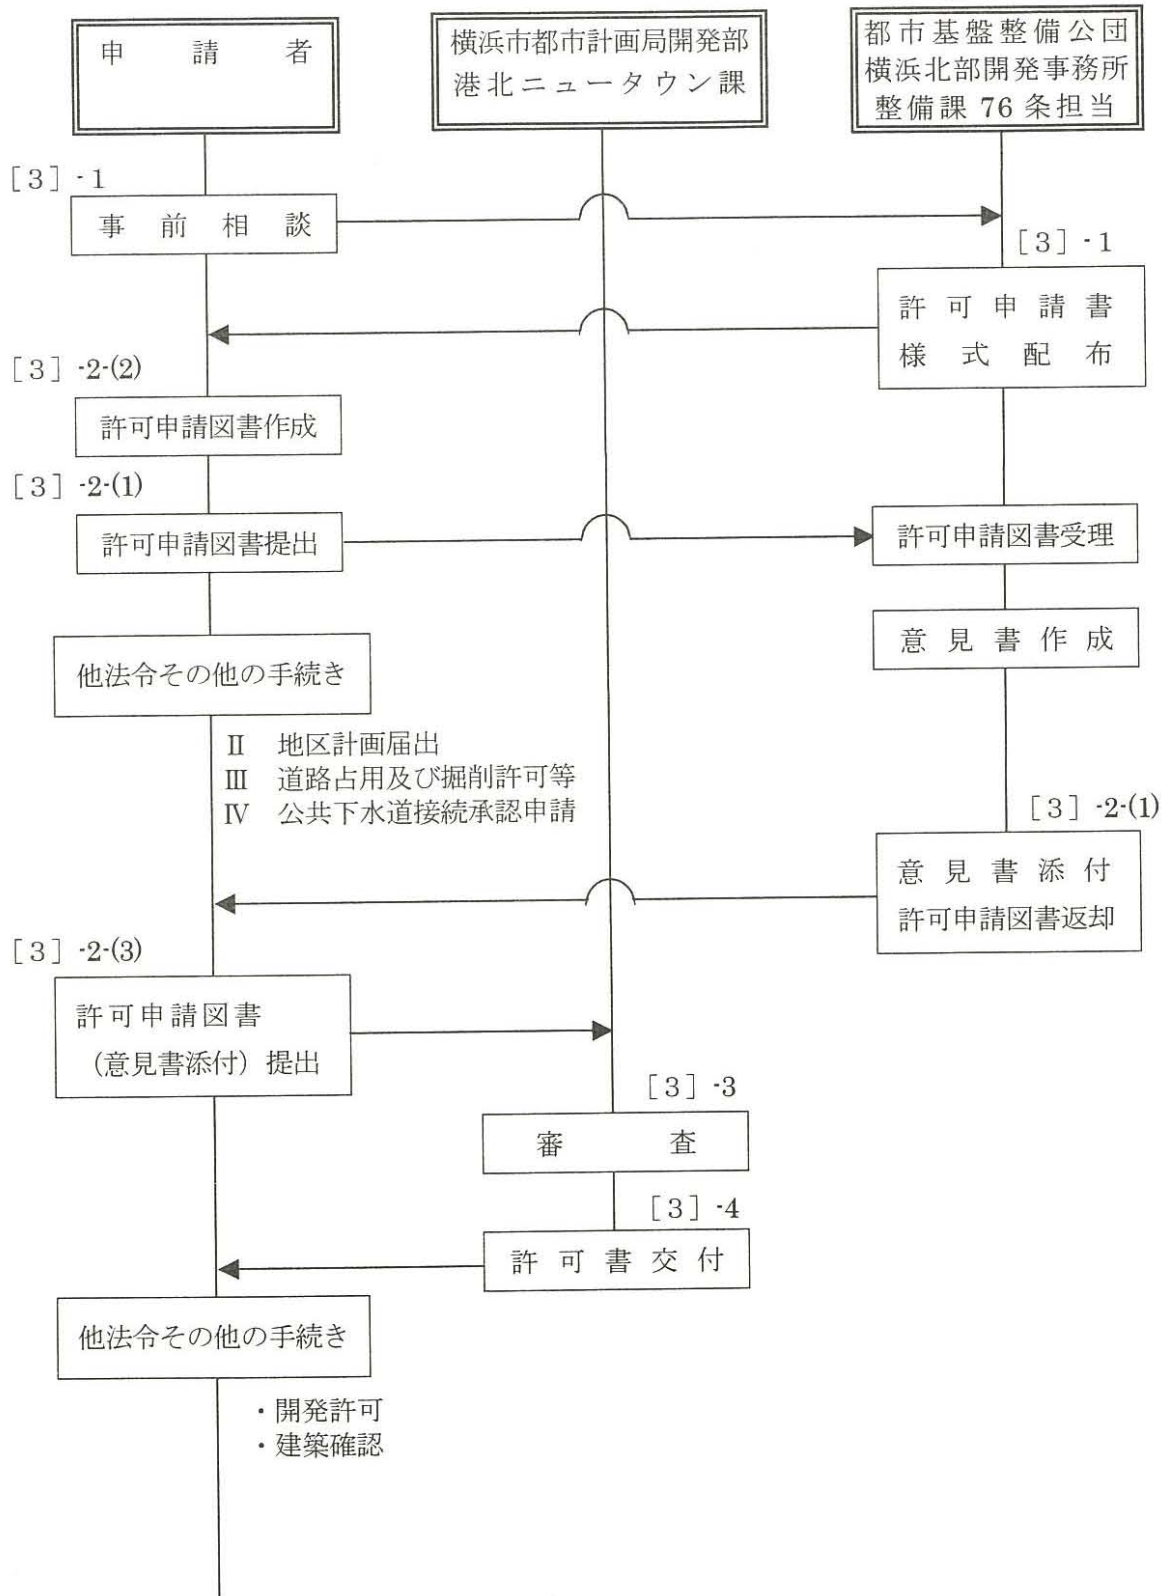 申請者
横浜市都市計画局開発部
港北ニュータウン課
都市基盤整備公団
横浜北部開発事務所
整備課 76 条担当
［３］-1
事前相談
［３］-1
許可申請書
様式配布
［３］-2-(2)
許可申請図書作成
［３］-2-(1)
許可申請図書提出
許可申請図書受理
意見書作成
他法令その他の手続き
Ⅱ 地区計画届出
Ⅲ 道路占用及び掘削許可等
Ⅳ 公共下水道接続承認申請
［３］-2-(1)
意見書添付
許可申請図書返却
［３］-2-(3)
許可申請図書
（意見書添付）提出
［３］-3
審査
［３］-4
許可書交付
他法令その他の手続き
・開発許可
・建築確認